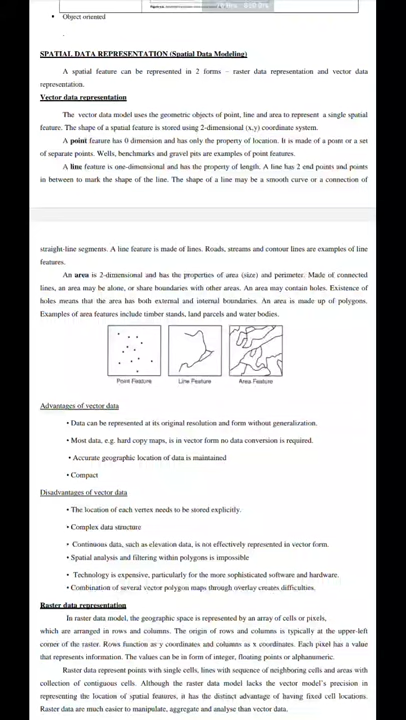 • Object oriented
.
SPATIAL DATA REPRESENTATION (Spatial Data Modeling)
A spatial feature can be represented in 2 forms – raster data representation and vector data
representation.
Vector data representation
The vector data model uses the geometric objects of point, line and area to represent a single spatial
feature. The shape of a spatial feature is stored using 2-dimensional (x,y) coordinate system.
A point feature has 0 dimension and has only the property of location. It is made of a point or a set
of separate points. Wells, benchmarks and gravel pits are examples of point features.
A line feature is one-dimensional and has the property of length. A line has 2 end points and points
in between to mark the shape of the line. The shape of a line may be a smooth curve or a connection of
straight-line segments. A line feature is made of lines. Roads, streams and contour lines are examples of line
features.
An area is 2-dimensional and has the properties of area (size) and perimeter. Made of connected
lines, an area may be alone, or share boundaries with other areas. An area may contain holes. Existence of
holes means that the area has both external and internal boundaries. An area is made up of polygons.
Examples of area features include timber stands, land parcels and water bodies.
Point Feature Line Feature Area Feature
Advantages of vector data
• Data can be represented at its original resolution and form without generalization.
• Most data, e.g. hard copy maps, is in vector form no data conversion is required.
• Accurate geographic location of data is maintained
• Compact
Disadvantages of vector data
• The location of each vertex needs to be stored explicitly.
• Complex data structure
• Continuous data, such as elevation data, is not effectively represented in vector form.
• Spatial analysis and filtering within polygons is impossible
• Technology is expensive, particularly for the more sophisticated software and hardware.
• Combination of several vector polygon maps through overlay creates difficulties.
Raster data representation
In raster data model, the geographic space is represented by an array of cells or pixels,
which are arranged in rows and columns. The origin of rows and columns is typically at the upper-left
corner of the raster. Rows function as y coordinates and columns as x coordinates. Each pixel has a value
that represents information. The values can be in form of integer, floating points or alphanumeric.
Raster data represent points with single cells, lines with sequence of neighboring cells and areas with
collection of contiguous cells. Although the raster data model lacks the vector model's precision in
representing the location of spatial features, it has the distinct advantage of having fixed cell locations.
Raster data are much easier to manipulate, aggregate and analyse than vector data.